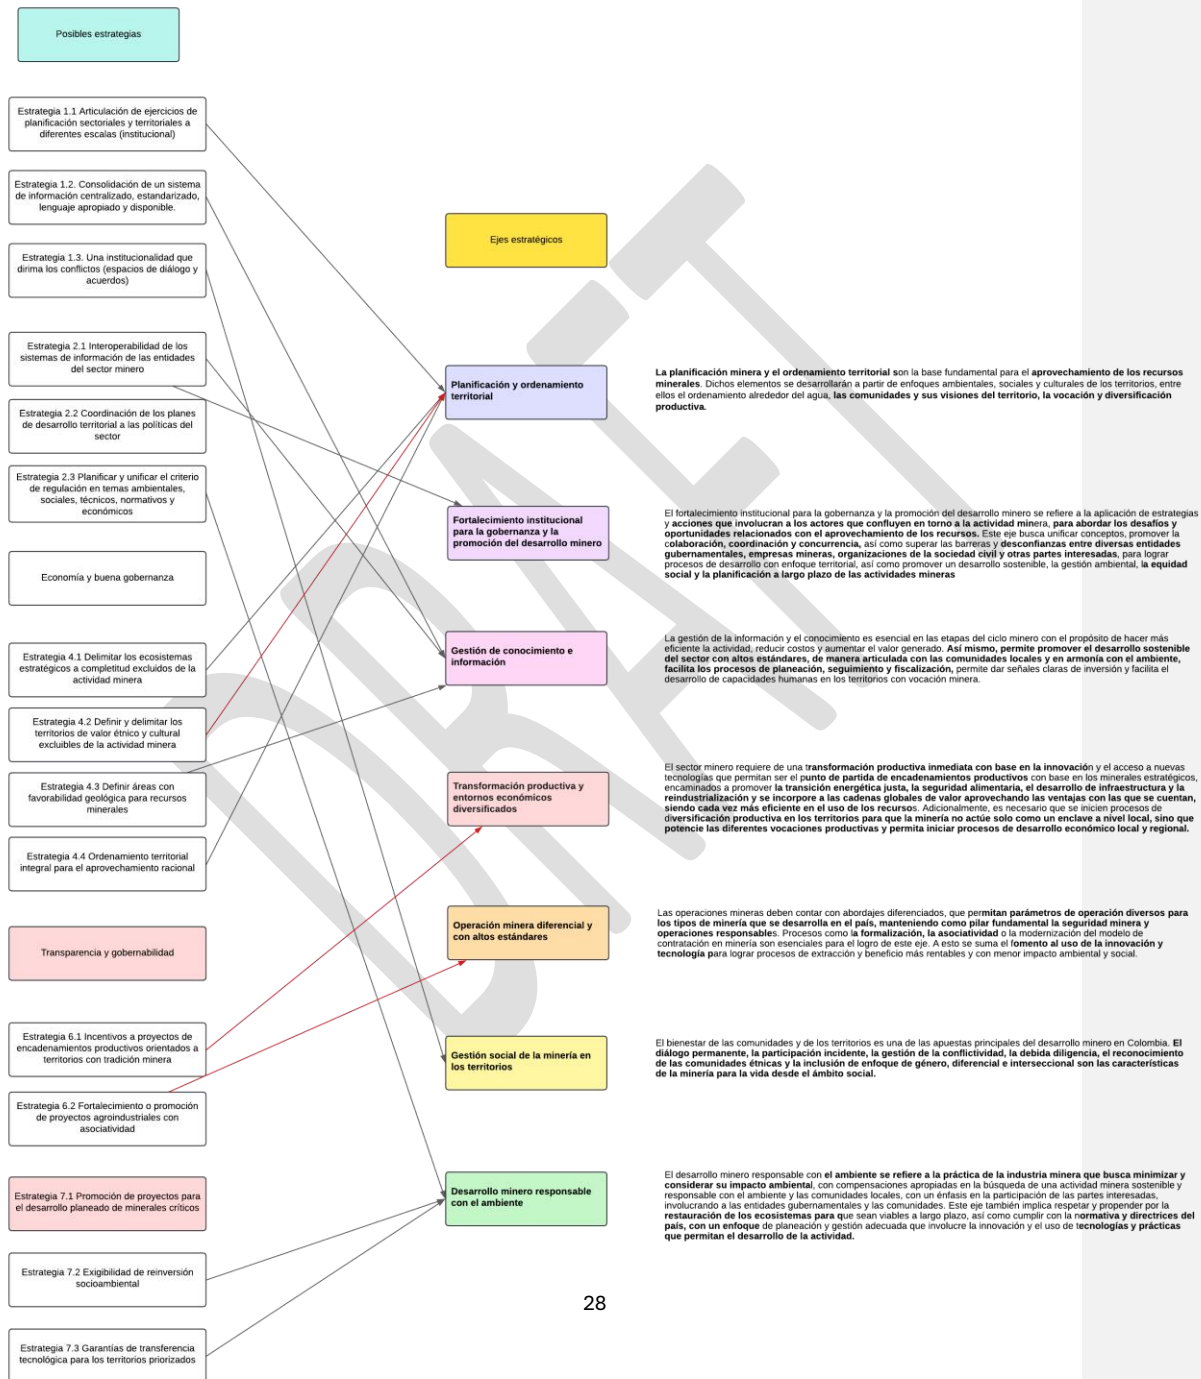 Posibles estrategias
Estrategia 1.1 Articulación de ejercicios de
planificación sectoriales y territoriales a
diferentes escalas (institucional)
Estrategia 1.2. Consolidación de un sistema
de información centralizado, estandarizado,
lenguaje apropiado y disponible.
Estrategia 1.3. Una institucionalidad que
dirima los conflictos (espacios de diálogo y
acuerdos)
Estrategia 2.1 Interoperabilidad de los
sistemas de información de las entidades
del sector minero
Estrategia 2.2 Coordinación de los planes
de desarrollo territorial a las políticas del
sector
Estrategia 2.3 Planificar y unificar el criterio
de regulación en temas ambientales,
sociales, técnicos, normativos y
económicos
Economía y buena gobernanza
Estrategia 4.1 Delimitar los ecosistemas
estratégicos a completitud excluidos de la
actividad minera
Estrategia 4.2 Definir y delimitar los
territorios de valor étnico y cultural
excluibles de la actividad minera
Estrategia 4.3 Definir áreas con
favorabilidad geológica para recursos
minerales
Estrategia 4.4 Ordenamiento territorial
integral para el aprovechamiento racional
Transparencia y gobernabilidad
Estrategia 6.1 Incentivos a proyectos de
encadenamientos productivos orientados a
territorios con tradición minera
Estrategia 6.2 Fortalecimiento o promoción
de proyectos agroindustriales con
asociatividad
Estrategia 7.1 Promoción de proyectos para
el desarrollo planeado de minerales críticos
Estrategia 7.2 Exigibilidad de reinversión
socioambiental
Estrategia 7.3 Garantías de transferencia
tecnológica para los territorios priorizados
Ejes estratégicos
Planificación y ordenamiento
territorial
La planificación minera y el ordenamiento territorial son la base fundamental para el aprovechamiento de los recursos
minerales. Dichos elementos se desarrollarán a partir de enfoques ambientales, sociales y culturales de los territorios, entre
ellos el ordenamiento alrededor del agua, las comunidades y sus visiones del territorio, la vocación y diversificación
productiva.
Fortalecimiento institucional
para la gobernanza y la
promoción del desarrollo minero
El fortalecimiento institucional para la gobernanza y la promoción del desarrollo minero se refiere a la aplicación de estrategias
y acciones que involucran a los actores que confluyen en torno a la actividad minera, para abordar los desafíos y
oportunidades relacionados con el aprovechamiento de los recursos. Este eje busca unificar conceptos, promover la
colaboración, coordinación y concurrencia, así como superar las barreras y desconfianzas entre diversas entidades
gubernamentales, empresas mineras, organizaciones de la sociedad civil y otras partes interesadas, para lograr
procesos de desarrollo con enfoque territorial, así como promover un desarrollo sostenible, la gestión ambiental, la equidad
social y la planificación a largo plazo de las actividades mineras
Gestión de conocimiento e
información
La gestión de la información y el conocimiento es esencial en las etapas del ciclo minero con el propósito de hacer más
eficiente la actividad, reducir costos y aumentar el valor generado. Así mismo, permite promover el desarrollo sostenible
del sector con altos estándares, de manera articulada con las comunidades locales y en armonía con el ambiente,
facilita los procesos de planeación, seguimiento y fiscalización, permite dar señales claras de inversión y facilita el
desarrollo de capacidades humanas en los territorios con vocación minera.
Transformación productiva y
entornos económicos
diversificados
El sector minero requiere de una transformación productiva inmediata con base en la innovación y el acceso a nuevas
tecnologías que permitan ser el punto de partida de encadenamientos productivos con base en los minerales estratégicos,
encaminados a promover la transición energética justa, la seguridad alimentaria, el desarrollo de infraestructura y la
reindustrialización y se incorpore a las cadenas globales de valor aprovechando las ventajas con las que se cuentan,
siendo cada vez más eficiente en el uso de los recursos. Adicionalmente, es necesario que se inicien procesos de
diversificación productiva en los territorios para que la minería no actúe solo como un enclave a nivel local, sino que
potencie las diferentes vocaciones productivas y permita iniciar procesos de desarrollo económico local y regional.
Operación minera diferencial y
con altos estándares
Las operaciones mineras deben contar con abordajes diferenciados, que permitan parámetros de operación diversos para
los tipos de minería que se desarrolla en el país, manteniendo como pilar fundamental la seguridad minera y
operaciones responsables. Procesos como la formalización, la asociatividad o la modernización del modelo de
contratación en minería son esenciales para el logro de este eje. A esto se suma el fomento al uso de la innovación y
tecnología para lograr procesos de extracción y beneficio más rentables y con menor impacto ambiental y social.
Gestión social de la minería en
los territorios
El bienestar de las comunidades y de los territorios es una de las apuestas principales del desarrollo minero en Colombia. El
diálogo permanente, la participación incidente, la gestión de la conflictividad, la debida diligencia, el reconocimiento
de las comunidades étnicas y la inclusión de enfoque de género, diferencial e interseccional son las características
de la minería para la vida desde el ámbito social.
Desarrollo minero responsable
con el ambiente
El desarrollo minero responsable con el ambiente se refiere a la práctica de la industria minera que busca minimizar y
considerar su impacto ambiental, con compensaciones apropiadas en la búsqueda de una actividad minera sostenible y
responsable con el ambiente y las comunidades locales, con un énfasis en la participación de las partes interesadas,
involucrando a las entidades gubernamentales y las comunidades. Este eje también implica respetar y propender por la
restauración de los ecosistemas para que sean viables a largo plazo, así como cumplir con la normativa y directrices del
país, con un enfoque de planeación y gestión adecuada que involucre la innovación y el uso de tecnologías y prácticas
que permitan el desarrollo de la actividad.
DRAFT
28